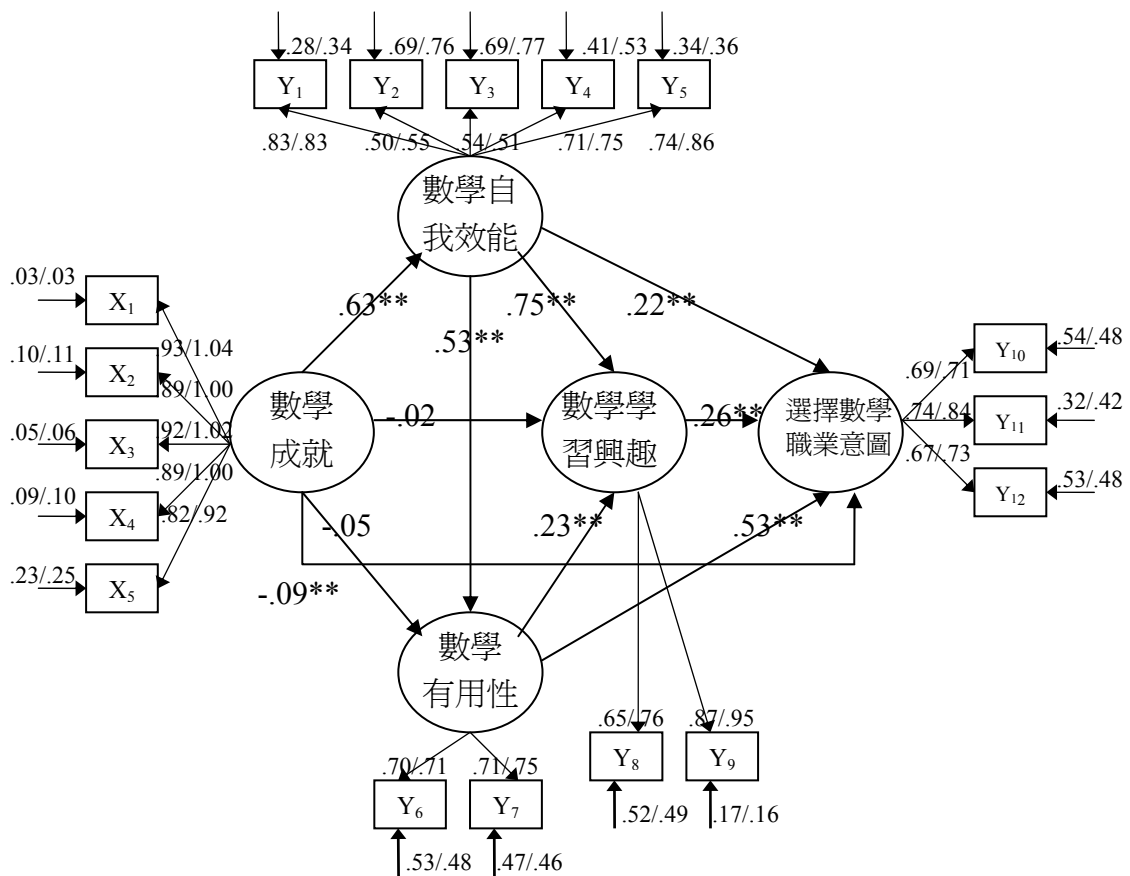 .28/.34 .69/.76 .69/.77 .41/.53 .34/.36
Y1 Y2 Y3 Y4 Y5
.83/.83 .50/.55 .54/.51 .71/.75 .74/.86
數學自
我效能
.03/.03
X1
.63** .75** .22**
.53**
.10/.11
X2
.93/1.04
.89/1.00
.05/.06
X3
.92/1.02
.89/1.00
.09/.10
X4
.82/.92
.23/.25
X5
數學
成就
-.02
數學學
習興趣
.26**
選擇數學
職業意圖
.69/.71
Y10
.54/.48
.74/.84
Y11
.32/.42
.67/.73
Y12
.53/.48
-.05
.23**
.53**
-.09**
數學
有用性
.70/.71 .71/.75
Y6 Y7
.53/.48 .47/.46
.65/.76 .87/.95
Y8 Y9
.52/.49 .17/.16